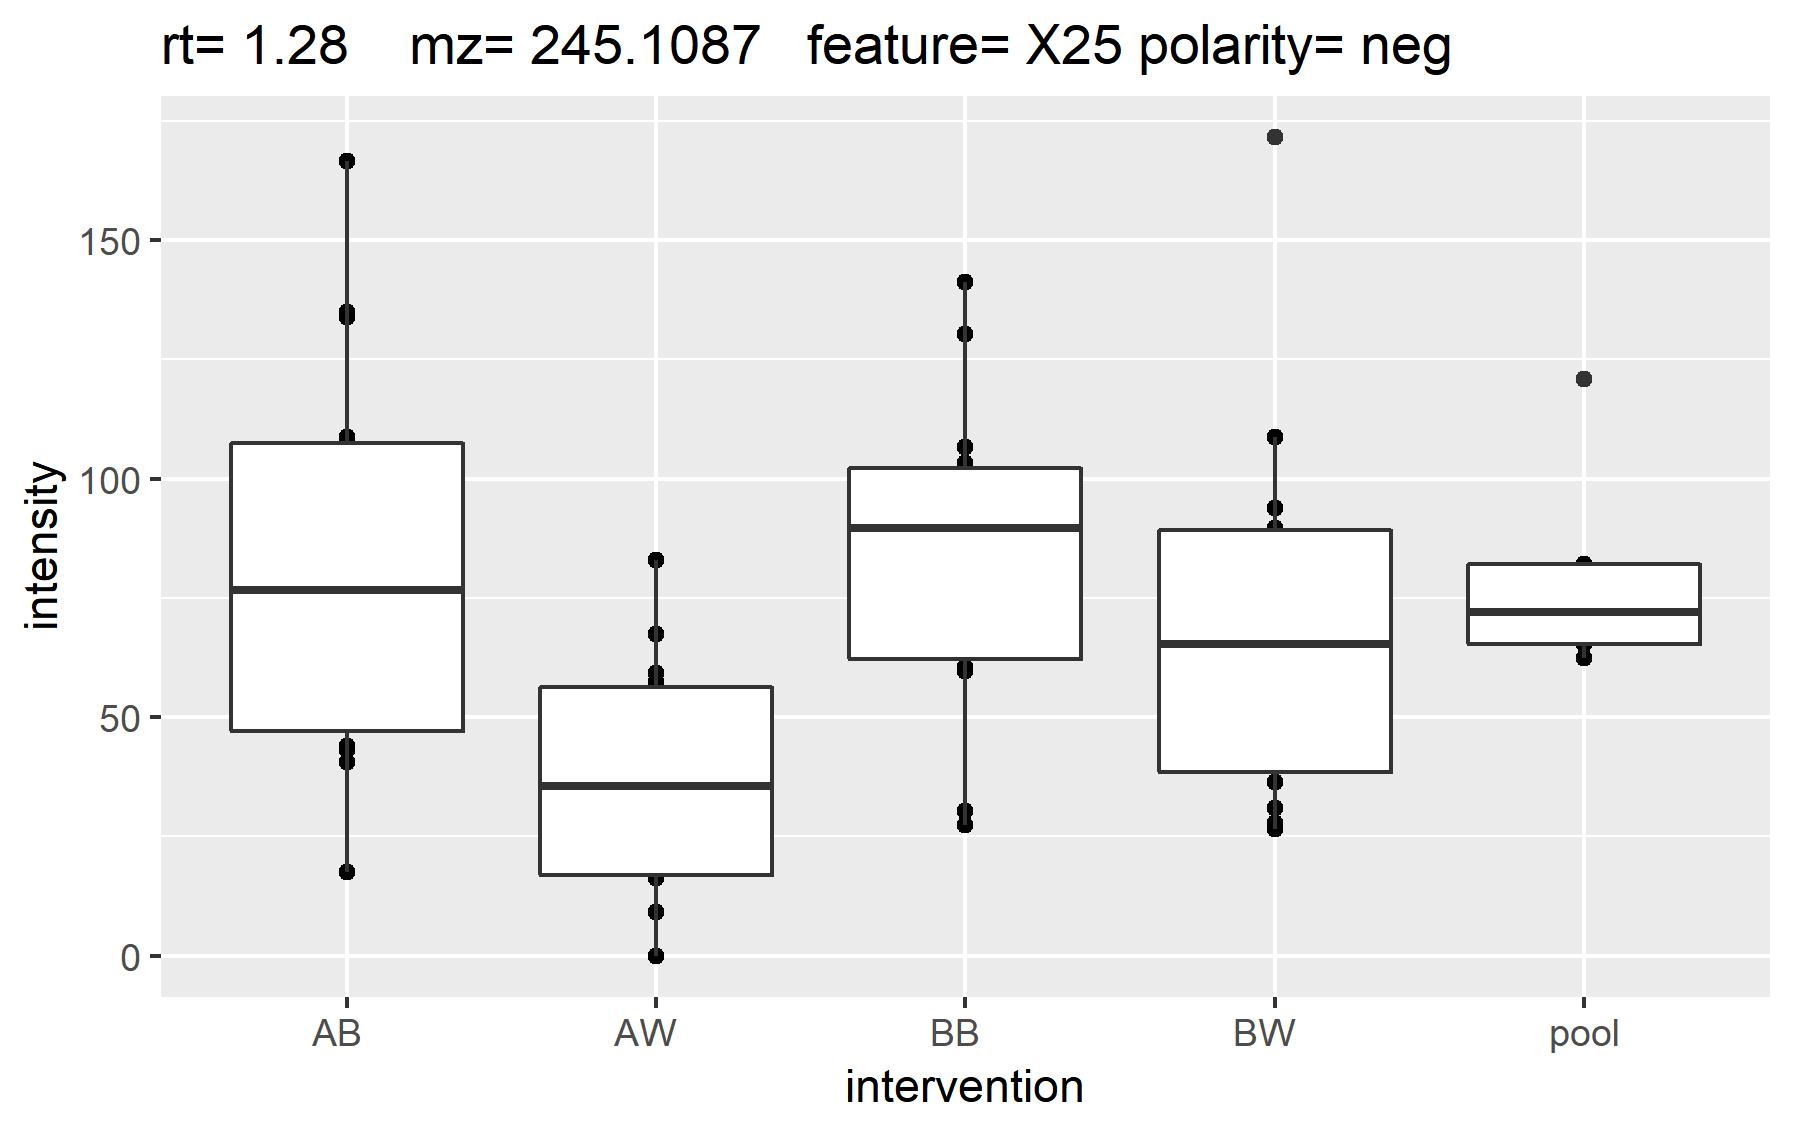 rt= 1.28 mz= 245.1087 feature= X25 polarity= neg
intensity
150
100
50
0
AB AW BB BW pool
intervention